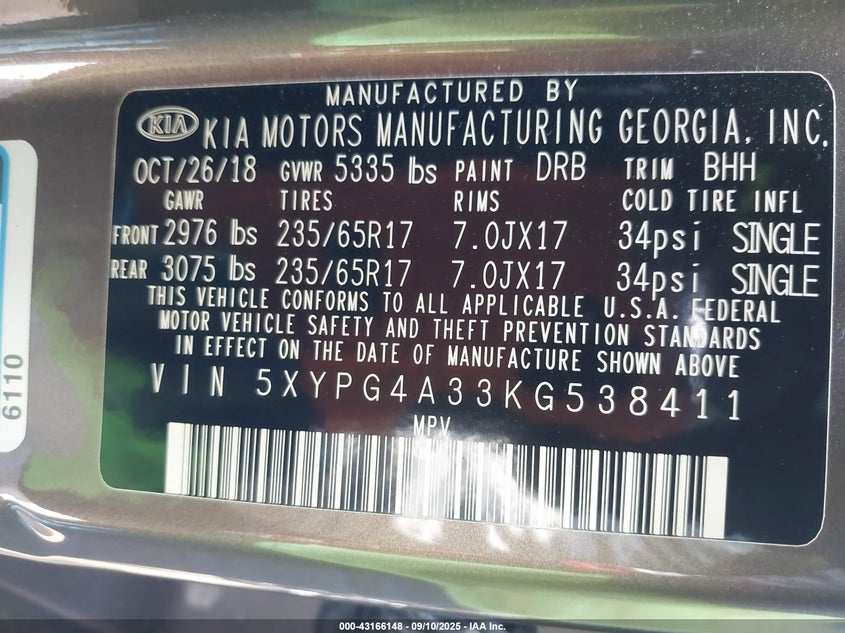 MANUFACTURED BY
KIA KIA MOTORS MANUFACTURING GEORGIA, INC.
OCT/26/18 GVWR 5335 lbs PAINT DRB TRIM BHH
GAWR TIRES RIMS COLD TIRE INFL
FRONT 2976 lbs 235/65R17 7.0JX17 34psi SINGLE
REAR 3075 lbs 235/65R17 7.0JX17 34psi SINGLE
THIS VEHICLE CONFORMS TO ALL APPLICABLE U.S.A. FEDERAL
MOTOR VEHICLE SAFETY AND THEFT PREVENTION STANDARDS
IN EFFECT ON THE DATE OF MANUFACTURE SHOWN ABOVE
VIN 5XYPG4A33KG538411
MPV
6110
000-43166148 - 09/10/2025 - IAA Inc.